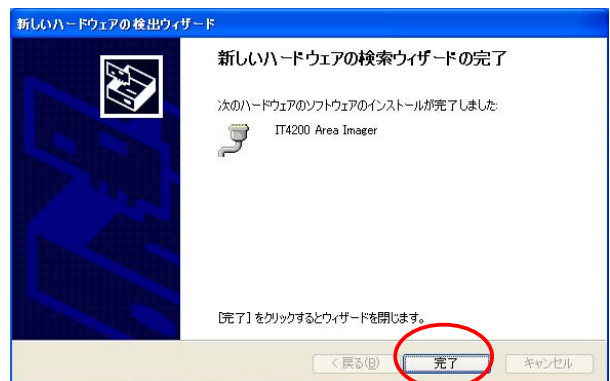 新しいハードウェアの検出ウィザード
新しいハードウェアの検索ウィザードの完了
次のハードウェアのソフトウェアのインストールが完了しました:
IT4200 Area Imager
[完了] をクリックするとウィザードを閉じます。
< 戻る(B)
完了
キャンセル